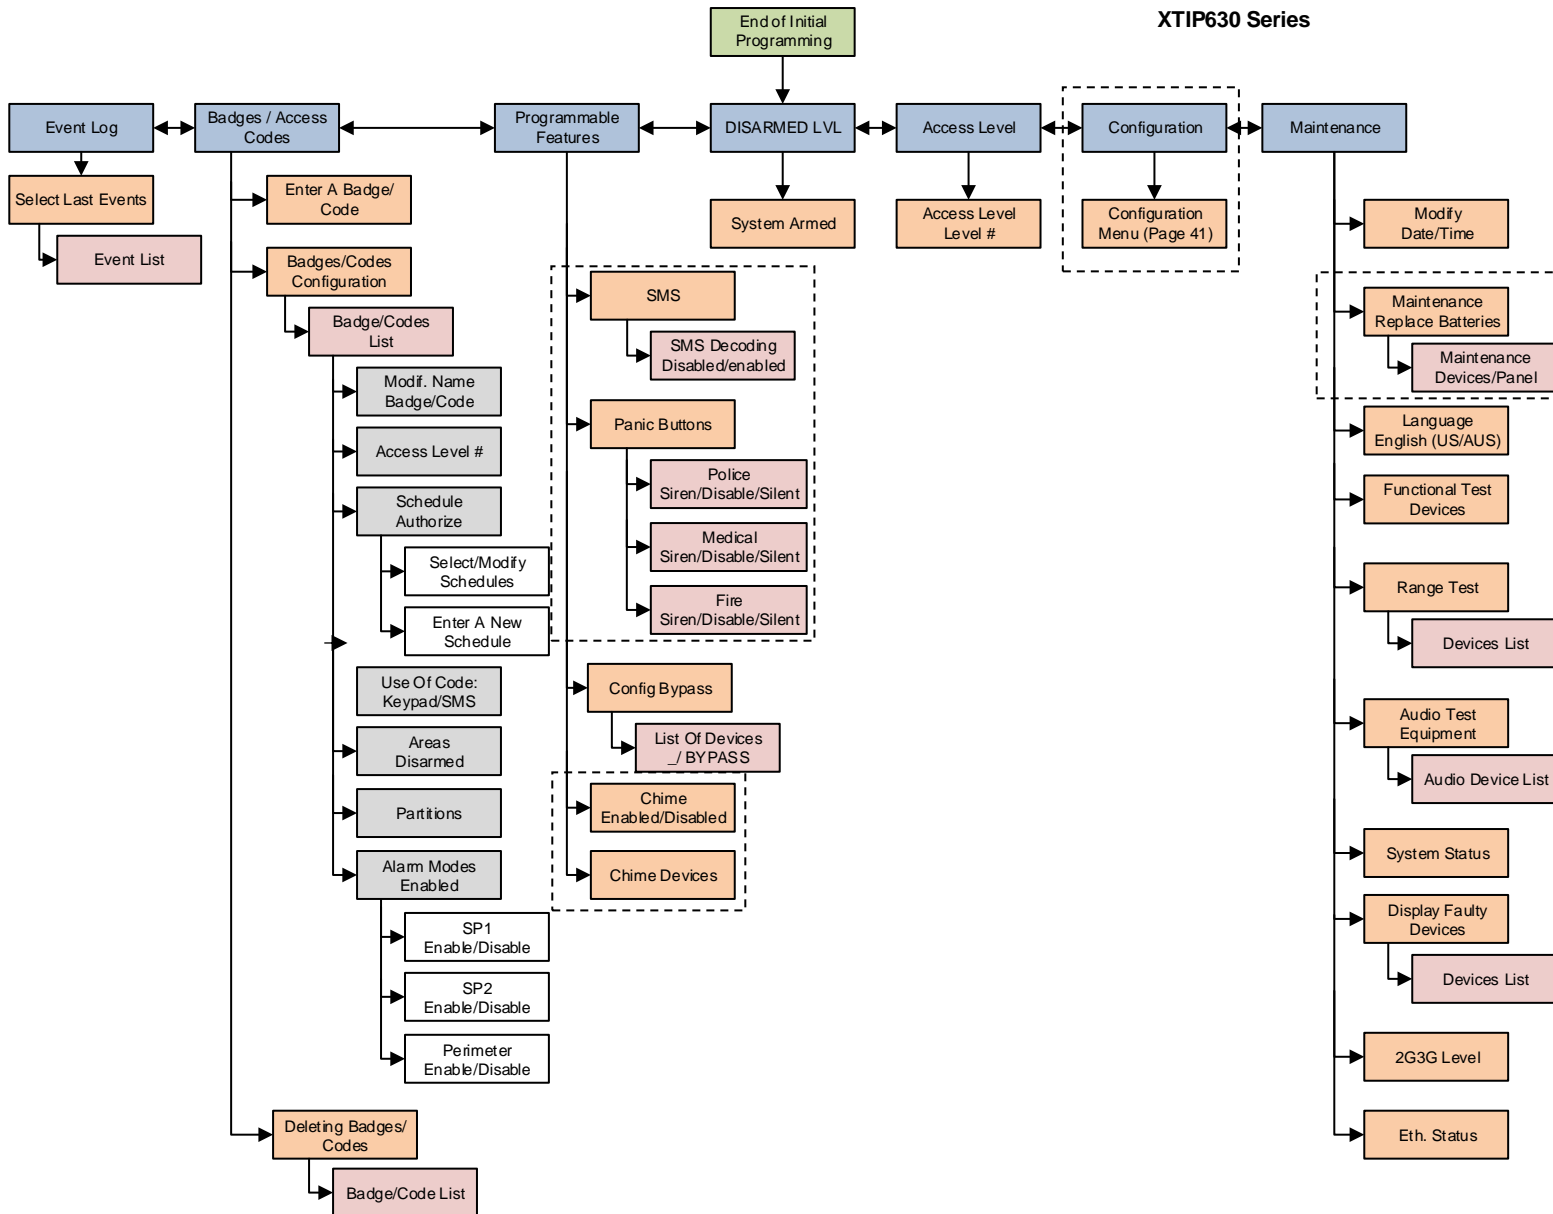 XTIP630 Series
End of Initial
Programming
Event Log
Badges / Access
Codes
Programmable
Features
DISARMED LVL
Access Level
Configuration
Maintenance
Select Last Events
Event List
Enter A Badge/
Code
Badges/Codes
Configuration
Badge/Codes
List
Modif. Name
Badge/Code
Access Level #
Schedule
Authorize
Select/Modify
Schedules
Enter A New
Schedule
Use Of Code:
Keypad/SMS
Areas
Disarmed
Partitions
Alarm Modes
Enabled
SP1
Enable/Disable
SP2
Enable/Disable
Perimeter
Enable/Disable
Deleting Badges/
Codes
Badge/Code List
SMS
SMS Decoding
Disabled/enabled
Panic Buttons
Police
Siren/Disable/Silent
Medical
Siren/Disable/Silent
Fire
Siren/Disable/Silent
Config Bypass
List Of Devices
_/ BYPASS
Chime
Enabled/Disabled
Chime Devices
System Armed
Access Level
Level #
Configuration
Menu (Page 41)
Modify
Date/Time
Maintenance
Replace Batteries
Maintenance
Devices/Panel
Language
English (US/AUS)
Functional Test
Devices
Range Test
Devices List
Audio Test
Equipment
Audio Device List
System Status
Display Faulty
Devices
Devices List
2G3G Level
Eth. Status